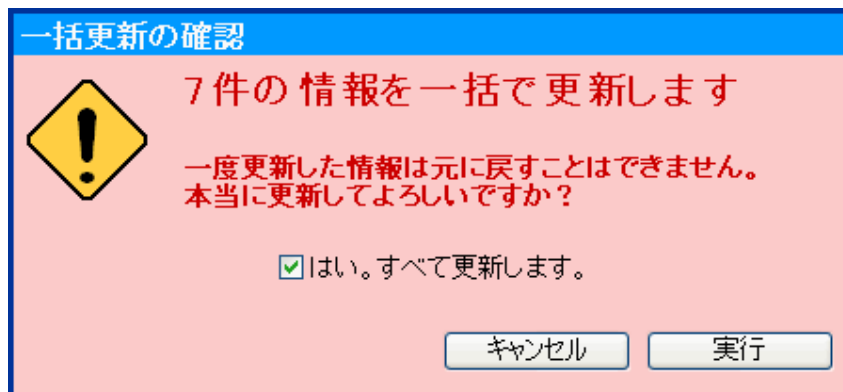 一括更新の確認
7件の情報を一括で更新します
一度更新した情報は元に戻すことはできません。
本当に更新してよろしいですか？
はい。すべて更新します。
キャンセル
実行